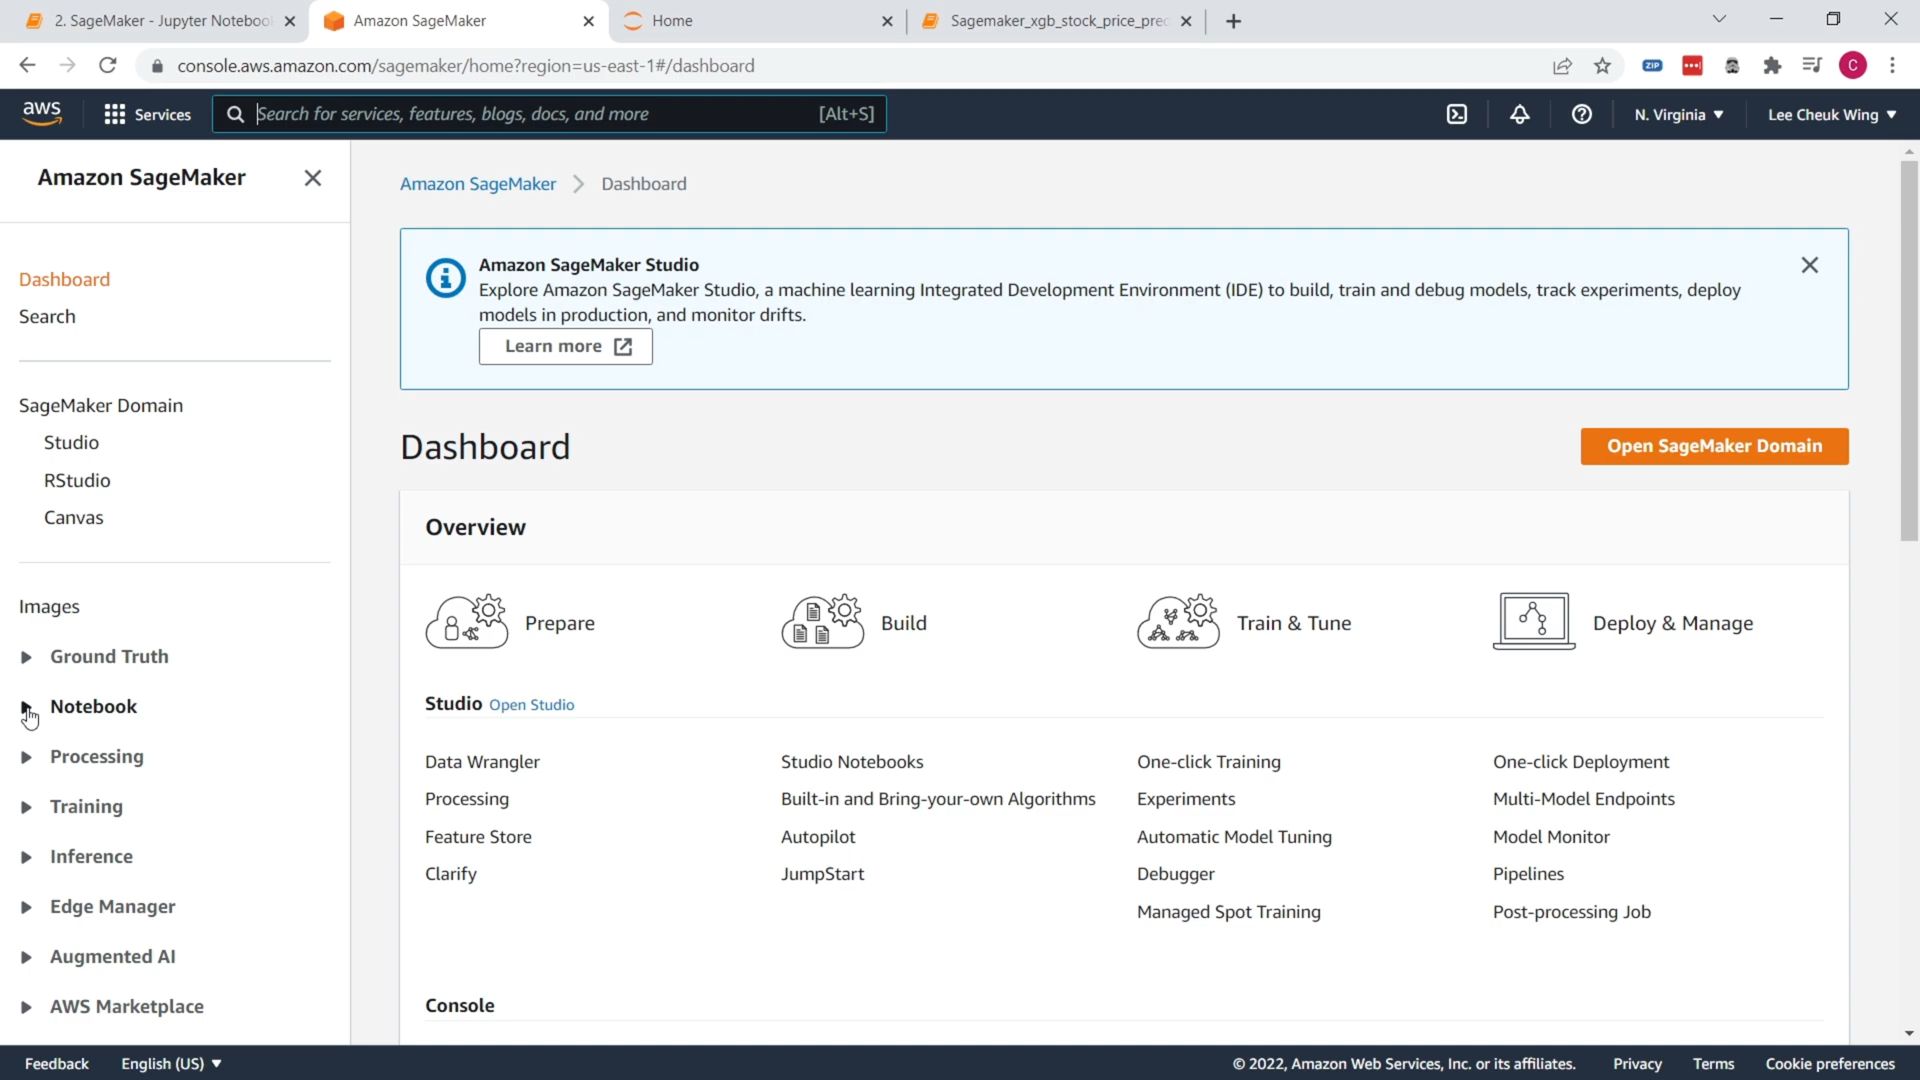 2. SageMaker - Jupyter Noteboo
Amazon SageMaker
Home
Sagemaker_xgb_stock_price_pred
console.aws.amazon.com/sagemaker/home?region=us-east-1#/dashboard
ZIP
C
aws
Services
Search for services, features, blogs, docs, and more
[Alt+S]
N. Virginia
Lee Cheuk Wing
Amazon SageMaker
Dashboard
Search
SageMaker Domain
Studio
RStudio
Canvas
Images
Ground Truth
Notebook
Processing
Training
Inference
Edge Manager
Augmented AI
AWS Marketplace
Amazon SageMaker
Dashboard
Amazon SageMaker Studio
Explore Amazon SageMaker Studio, a machine learning Integrated Development Environment (IDE) to build, train and debug models, track experiments, deploy
models in production, and monitor drifts.
Learn more
Dashboard
Open SageMaker Domain
Overview
Prepare
Build
Train & Tune
Deploy & Manage
Studio Open Studio
Data Wrangler
Processing
Feature Store
Clarify
Studio Notebooks
Built-in and Bring-your-own Algorithms
Autopilot
JumpStart
One-click Training
Experiments
Automatic Model Tuning
Debugger
Managed Spot Training
One-click Deployment
Multi-Model Endpoints
Model Monitor
Pipelines
Post-processing Job
Console
Feedback
English (US)
© 2022, Amazon Web Services, Inc. or its affiliates.
Privacy
Terms
Cookie preferences